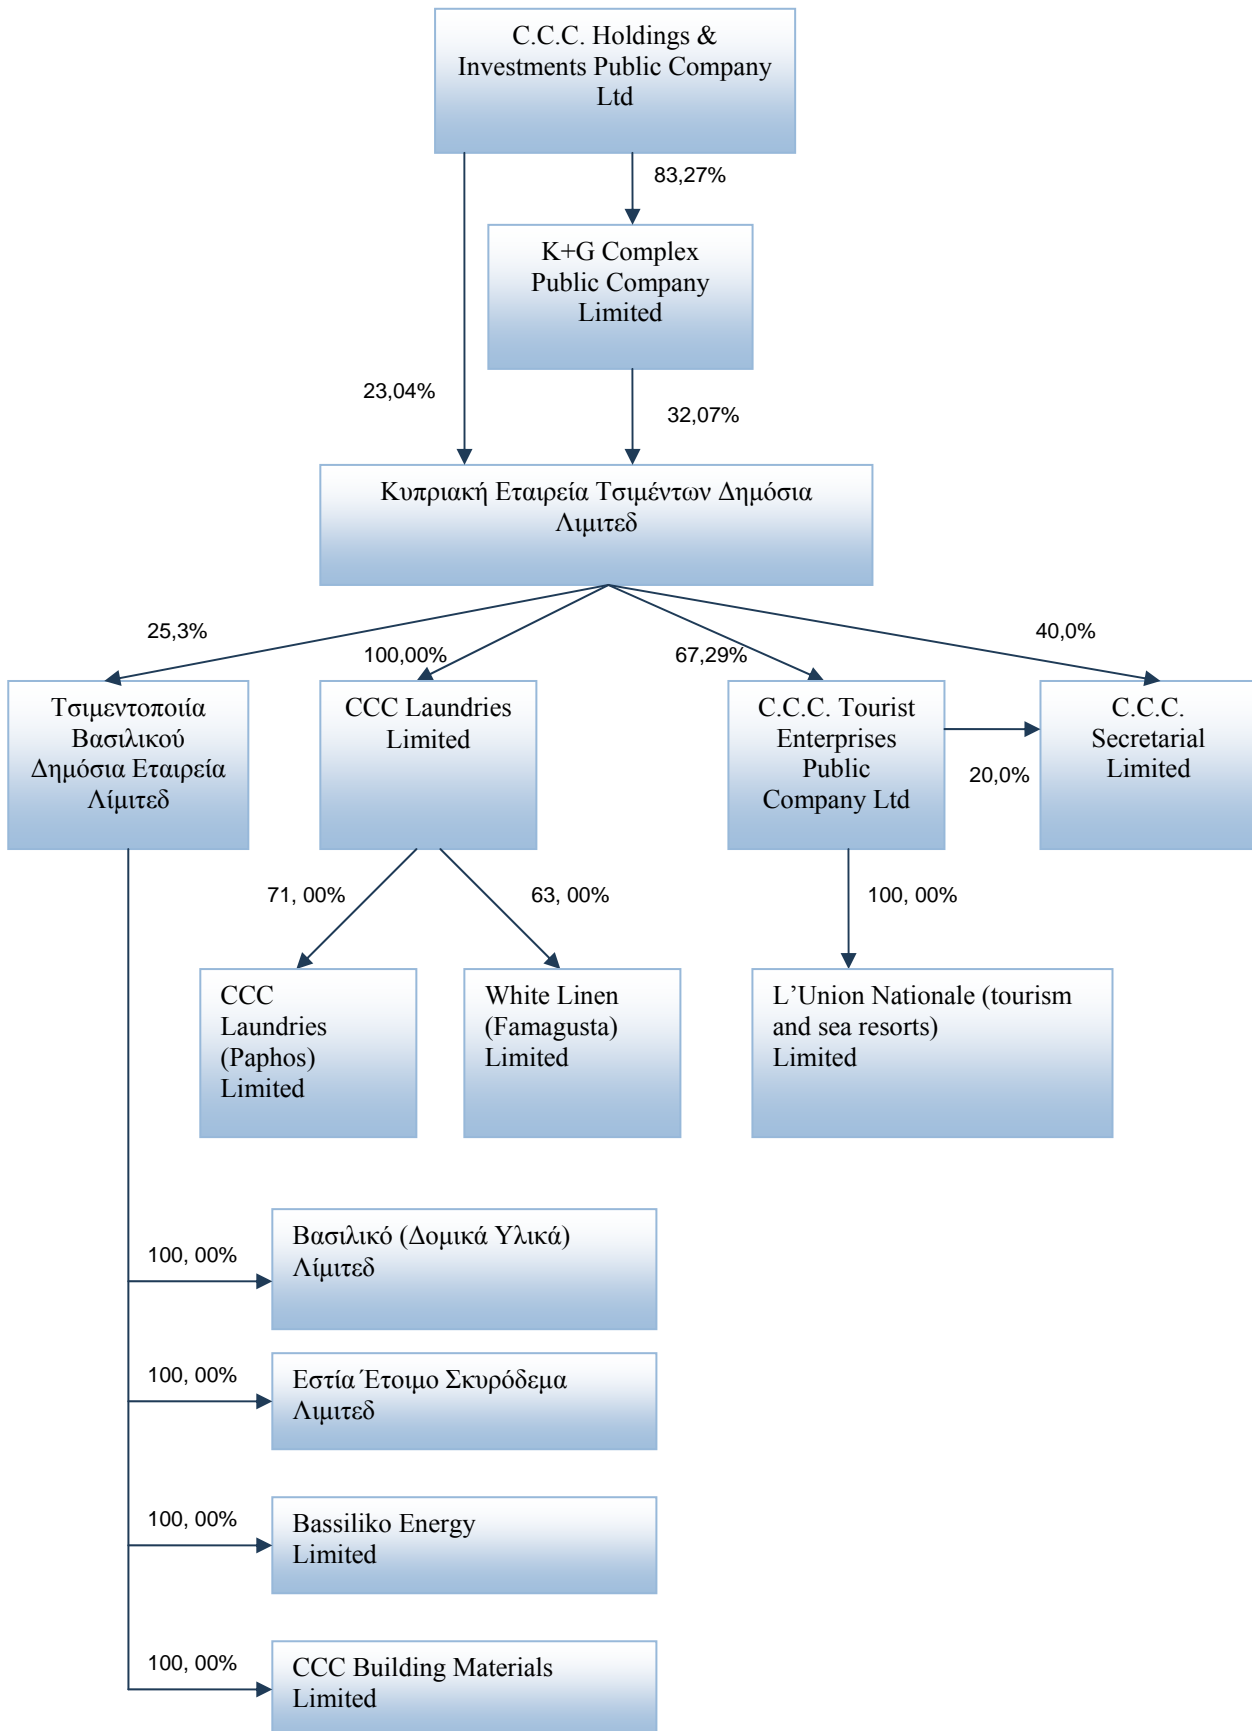 C.C.C. Holdings &
Investments Public Company
Ltd
83,27%
K+G Complex
Public Company
Limited
23,04%
32,07%
Κυπριακή Εταιρεία Τσιμέντων Δημόσια
Λιμιτεδ
25,3%
100,00%
67,29%
40,0%
Τσιμεντοποιία
Βασιλικού
Δημόσια Εταιρεία
Λίμιτεδ
CCC Laundries
Limited
C.C.C. Tourist
Enterprises
Public
Company Ltd
20,0%
C.C.C.
Secretarial
Limited
71, 00%
63, 00%
100, 00%
CCC
Laundries
(Paphos)
Limited
White Linen
(Famagusta)
Limited
L’Union Nationale (tourism
and sea resorts)
Limited
100, 00%
Βασιλικό (Δομικά Υλικά)
Λίμιτεδ
100, 00%
Εστία Έτοιμο Σκυρόδεμα
Λιμιτεδ
100, 00%
Bassiliko Energy
Limited
100, 00%
CCC Building Materials
Limited